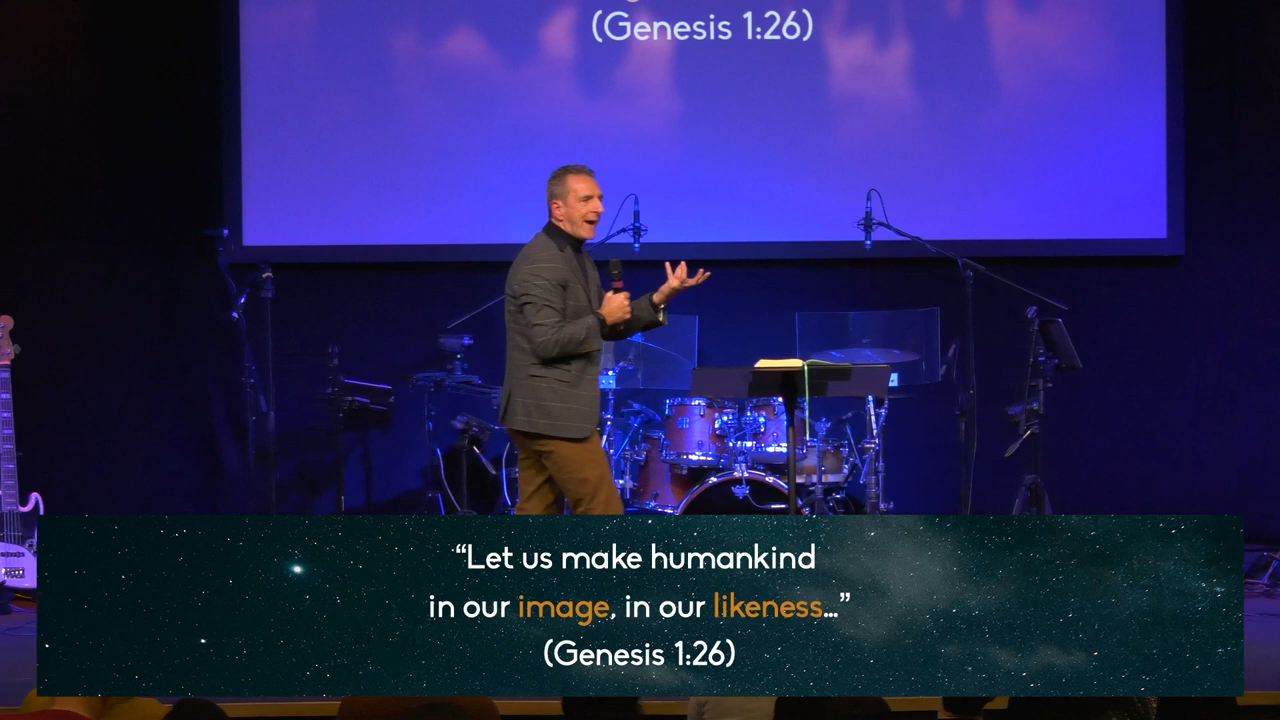 (Genesis 1:26)
“Let us make humankind
in our image, in our likeness...”
(Genesis 1:26)